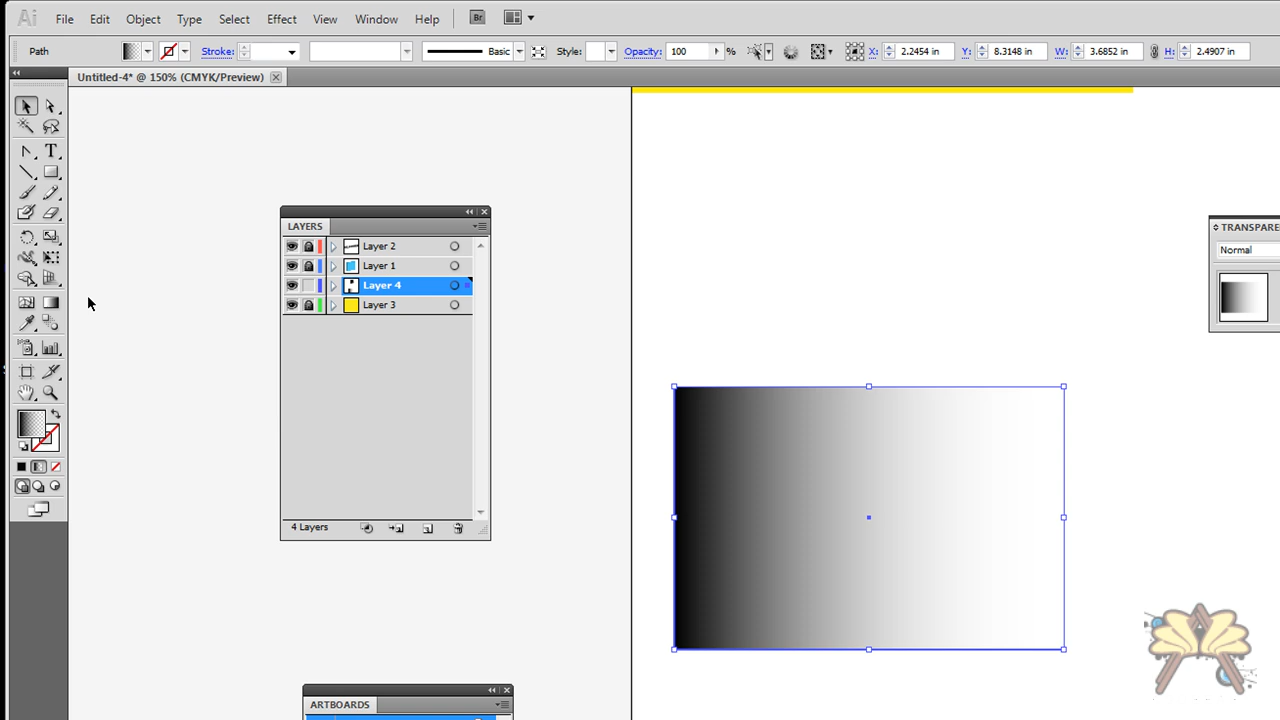 Ai File Edit Object Type Select Effect View Window Help Br
Path Stroke: Basic Style: Opacity: 100 % X: 2.2454 in Y: 8.3148 in W: 3.6852 in H: 2.4907 in
Untitled-4* @ 150% (CMYK/Preview)
LAYERS
Layer 2
Layer 1
Layer 4
Layer 3
4 Layers
TRANSPARE
Normal
ARTBOARDS